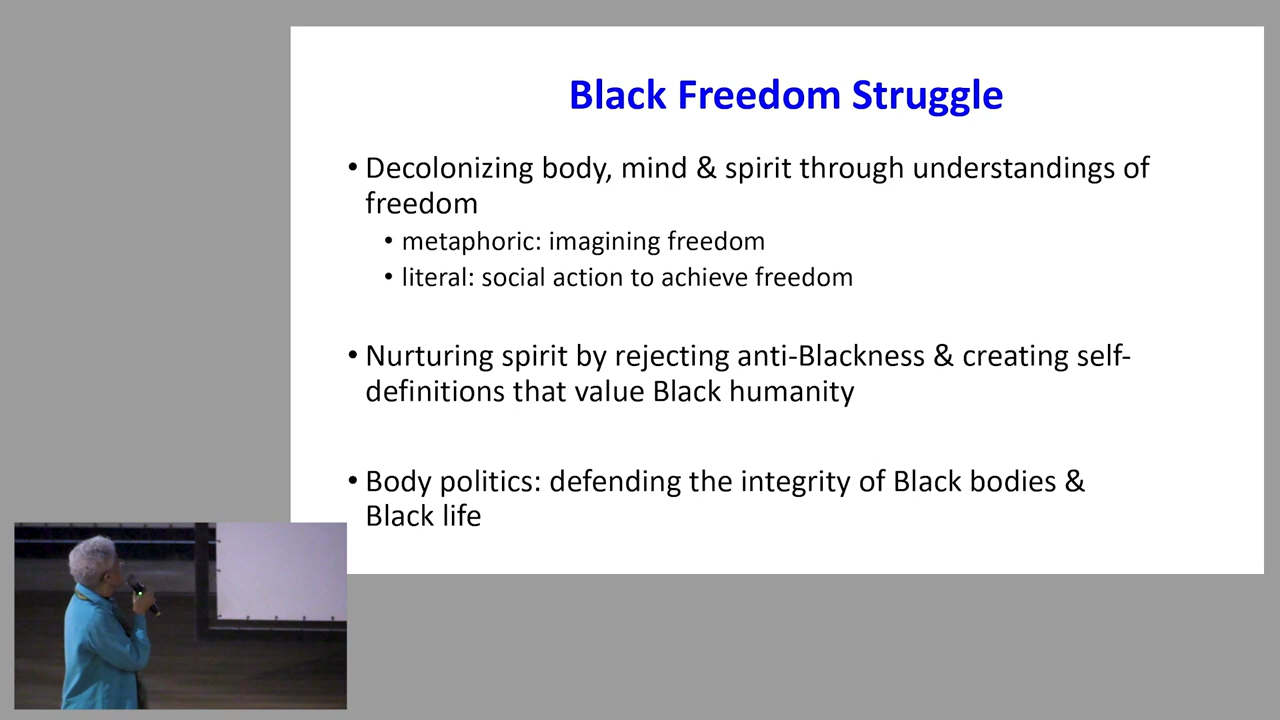 Black Freedom Struggle
• Decolonizing body, mind & spirit through understandings of
freedom
• metaphoric: imagining freedom
• literal: social action to achieve freedom
• Nurturing spirit by rejecting anti-Blackness & creating self-
definitions that value Black humanity
• Body politics: defending the integrity of Black bodies &
Black life